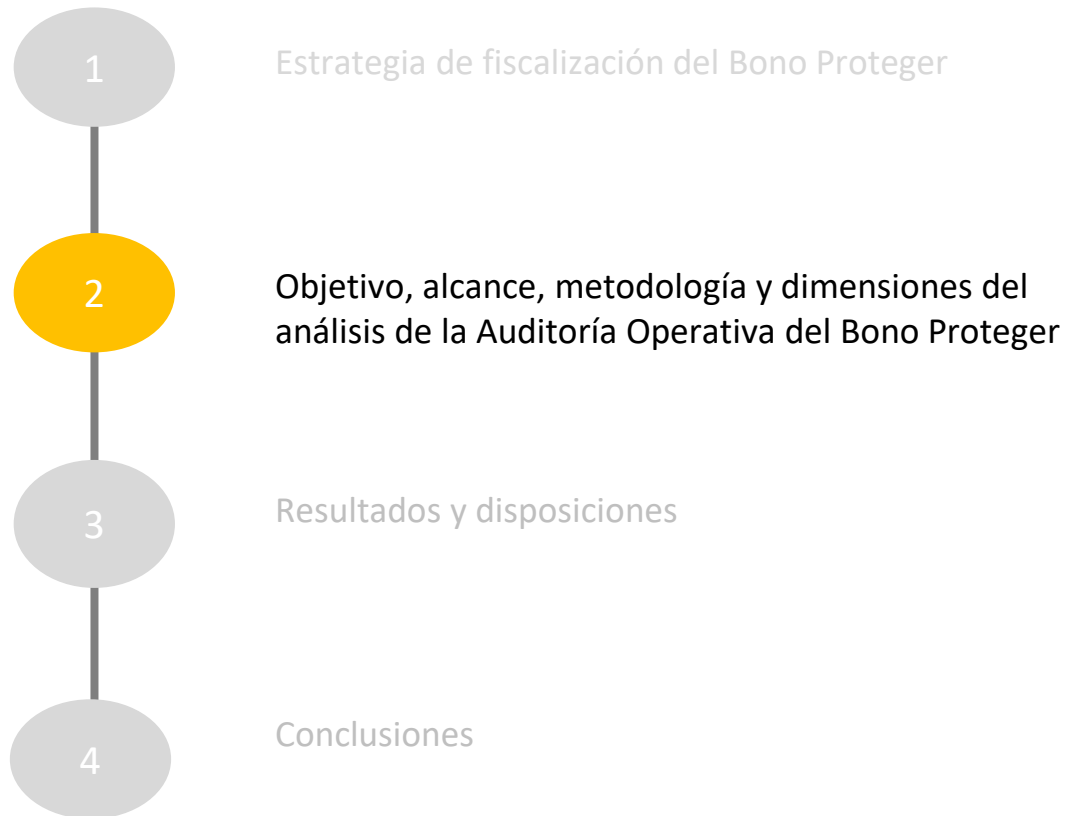 1
Estrategia de fiscalización del Bono Proteger
2
Objetivo, alcance, metodología y dimensiones del
análisis de la Auditoría Operativa del Bono Proteger
3
Resultados y disposiciones
4
Conclusiones